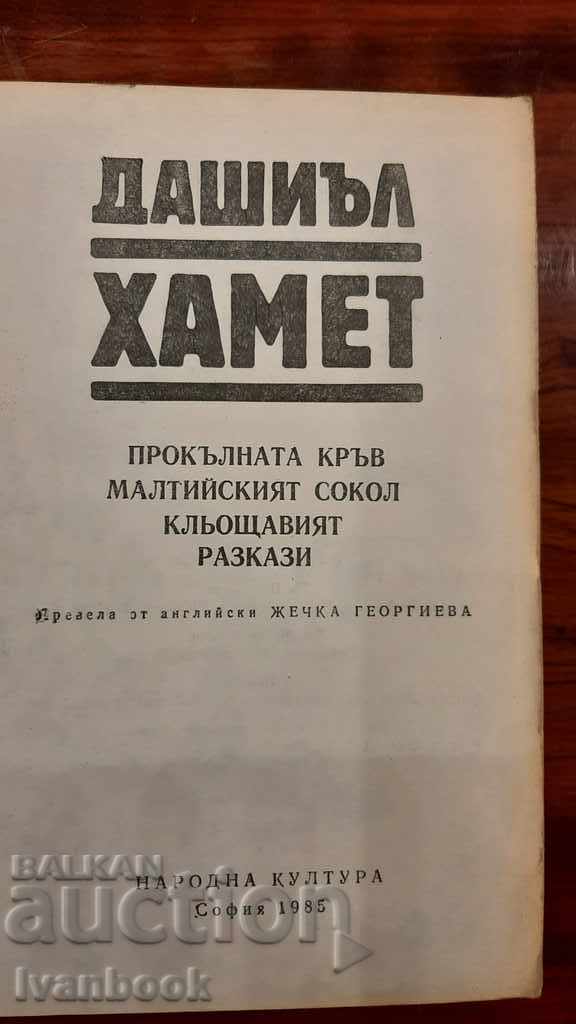 ДАШИЪЛ
ХАМЕТ
ПРОКЪЛНАТА КРЪВ
МАЛТИЙСКИЯТ СОКОЛ
КЛЬОЩАВИЯТ
РАЗКАЗИ
Превела от английски ЖЕЧКА ГЕОРГИЕВА
НАРОДНА КУЛТУРА
София 1985
BALKAN
auction
Ivanbook